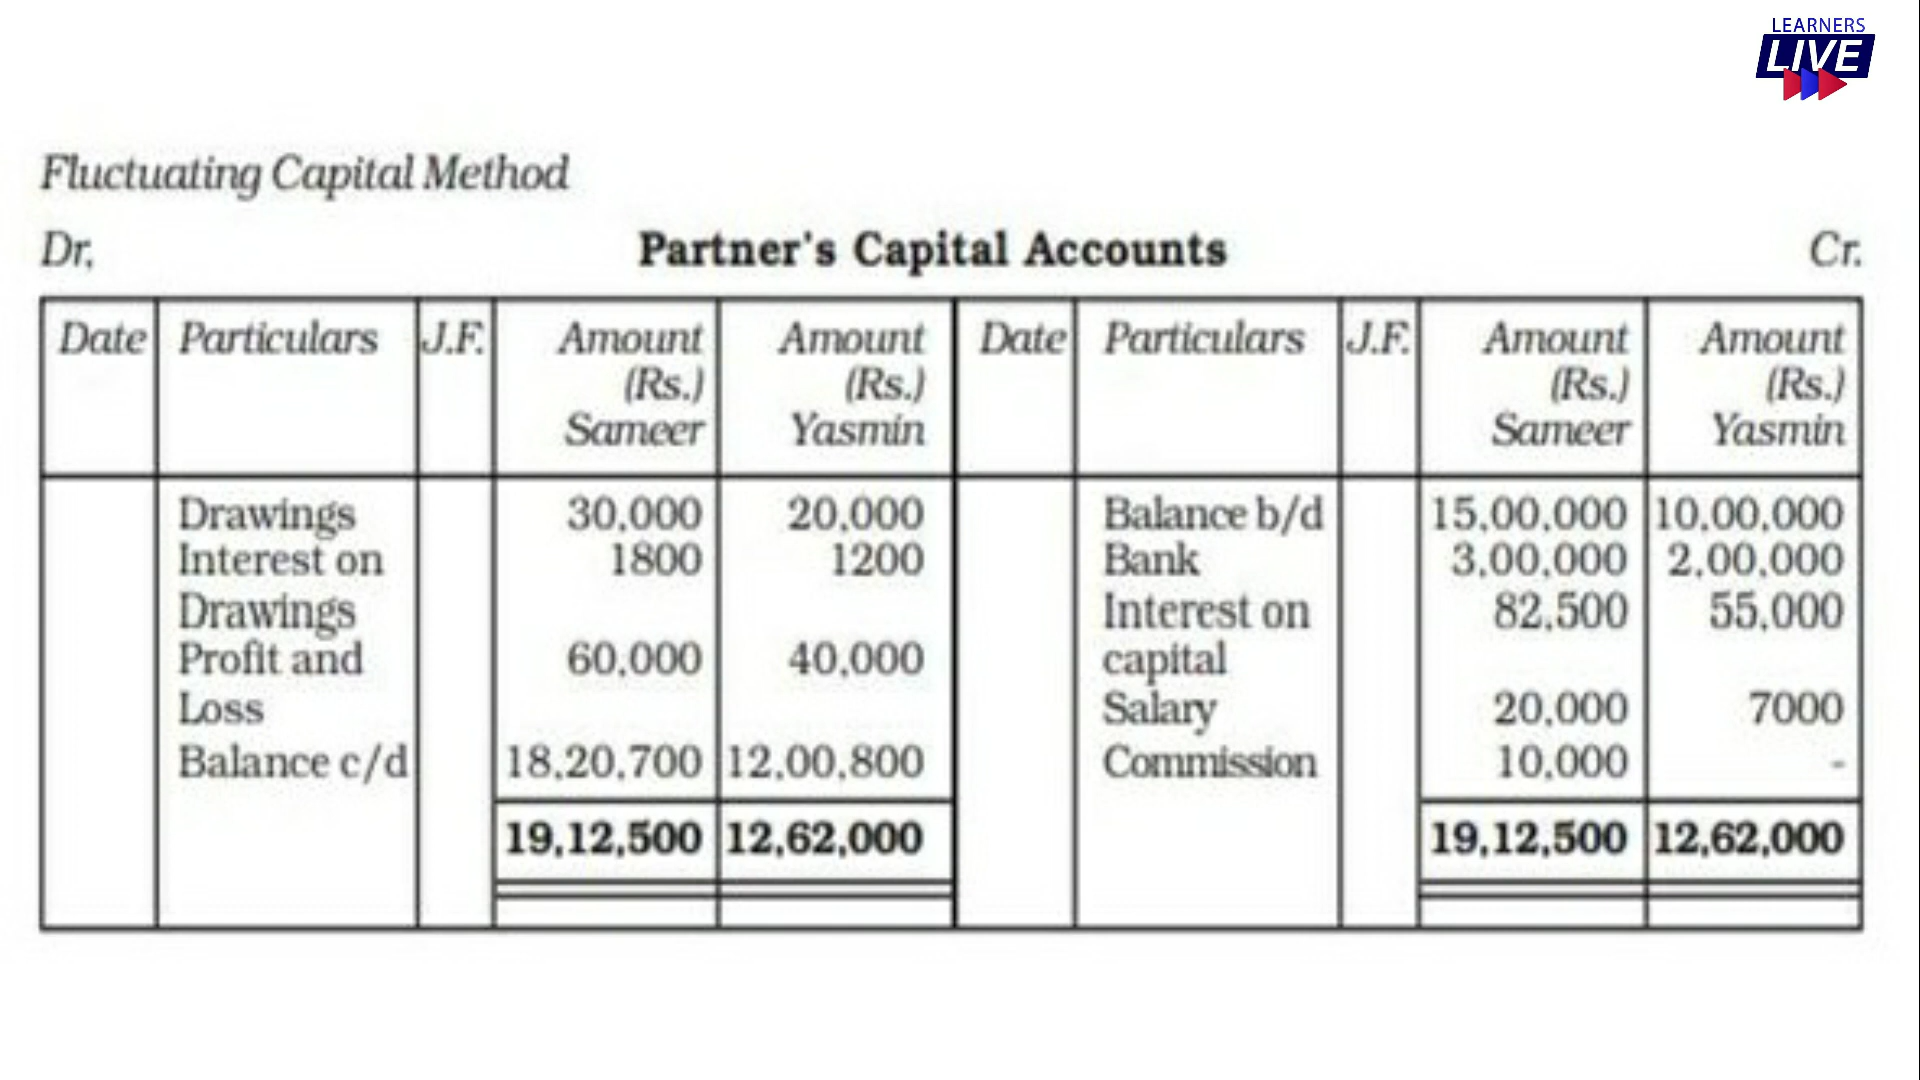 LEARNERS
LIVE
Fluctuating Capital Method
Dr. Partner's Capital Accounts Cr.
Date Particulars J.F. Amount Amount Date Particulars J.F. Amount Amount
(Rs.) (Rs.) (Rs.) (Rs.)
Sameer Yasmin Sameer Yasmin
Drawings 30,000 20,000 Balance b/d 15,00,000 10,00,000
Interest on 1800 1200 Bank 3,00,000 2,00,000
Drawings Interest on 82,500 55,000
Profit and 60,000 40,000 capital
Loss Salary 20,000 7000
Balance c/d 18,20,700 12,00,800 Commission 10,000 -
19,12,500 12,62,000 19,12,500 12,62,000